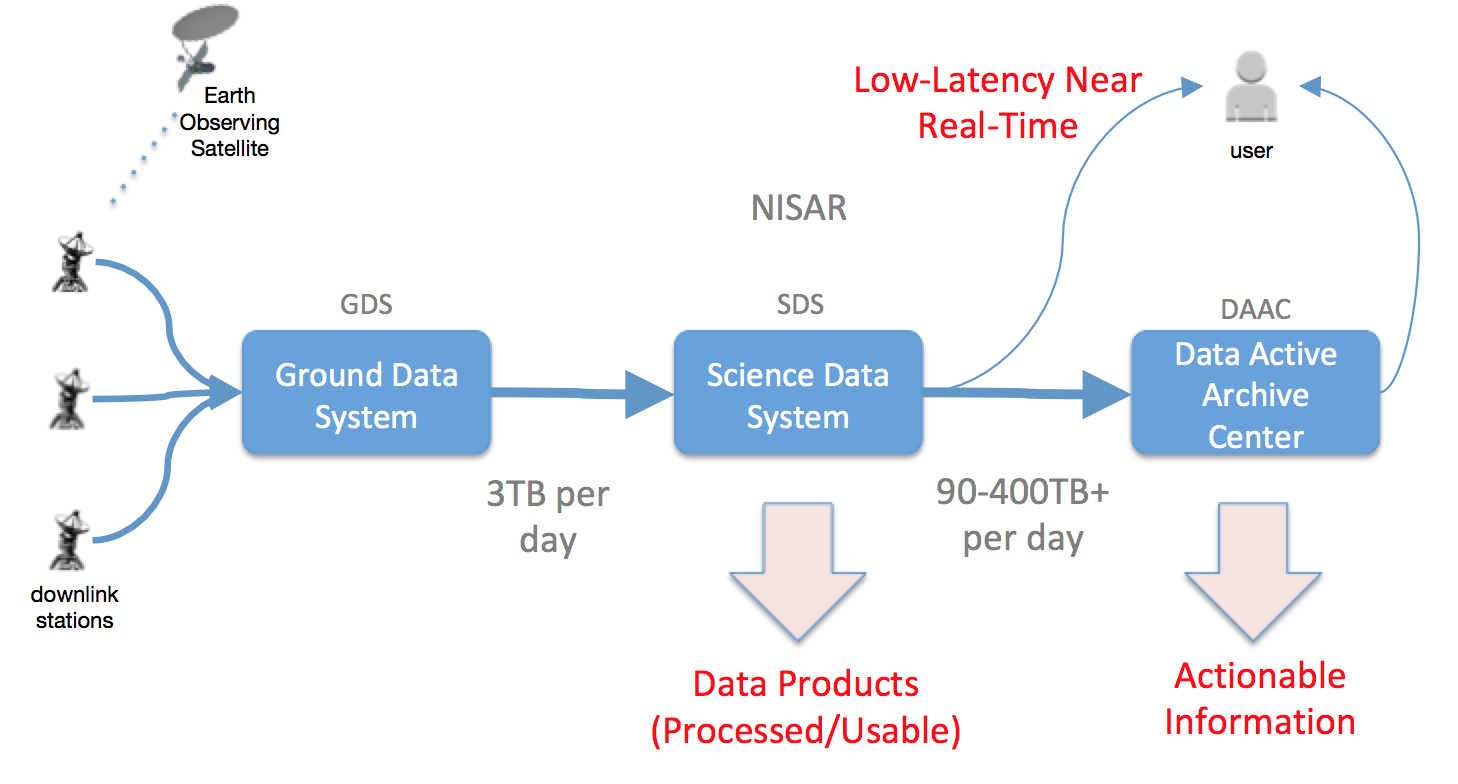 Earth
Observing
Satellite
Low-Latency Near
Real-Time
user
NISAR
GDS
SDS
DAAC
Ground Data
System
Science Data
System
Data Active
Archive
Center
3TB per
day
90-400TB+
per day
downlink
stations
Data Products
(Processed/Usable)
Actionable
Information